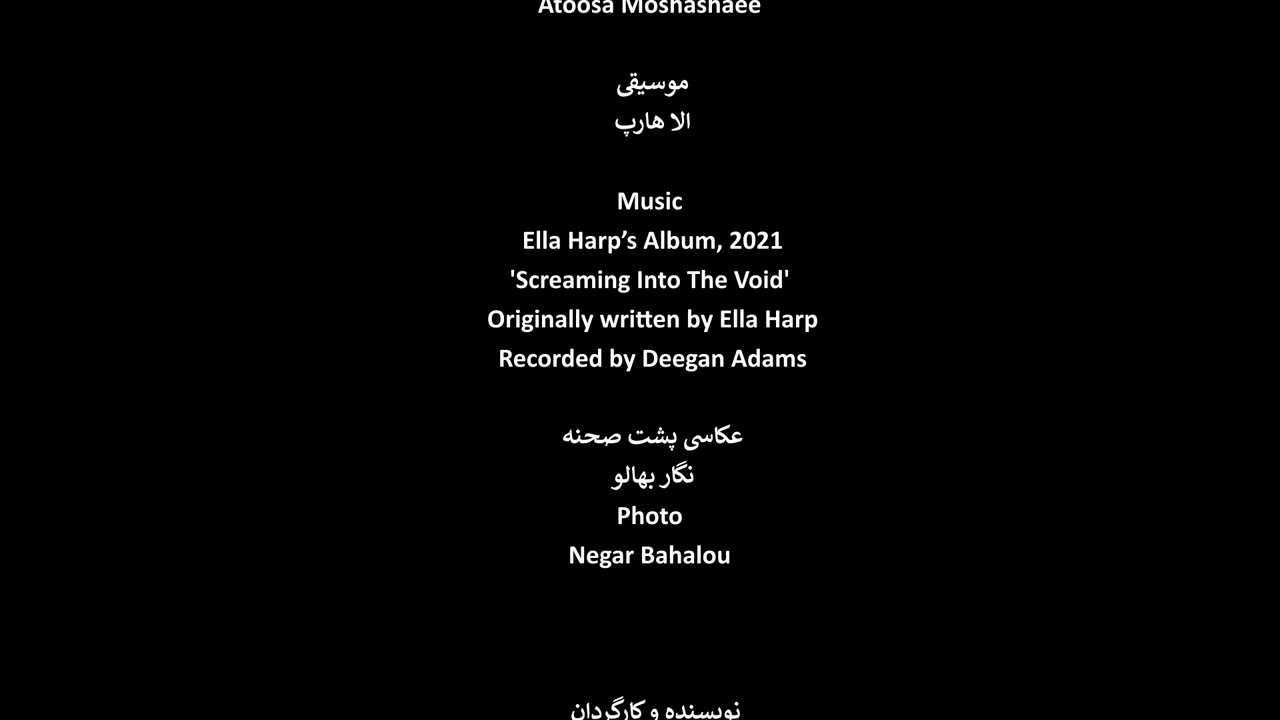 Atoosa Moshashaee
موسیقی
الا هارپ
Music
Ella Harp’s Album, 2021
'Screaming Into The Void'
Originally written by Ella Harp
Recorded by Deegan Adams
عکاسی پشت صحنه
نگار بهالو
Photo
Negar Bahalou
نویسنده و کارگردان